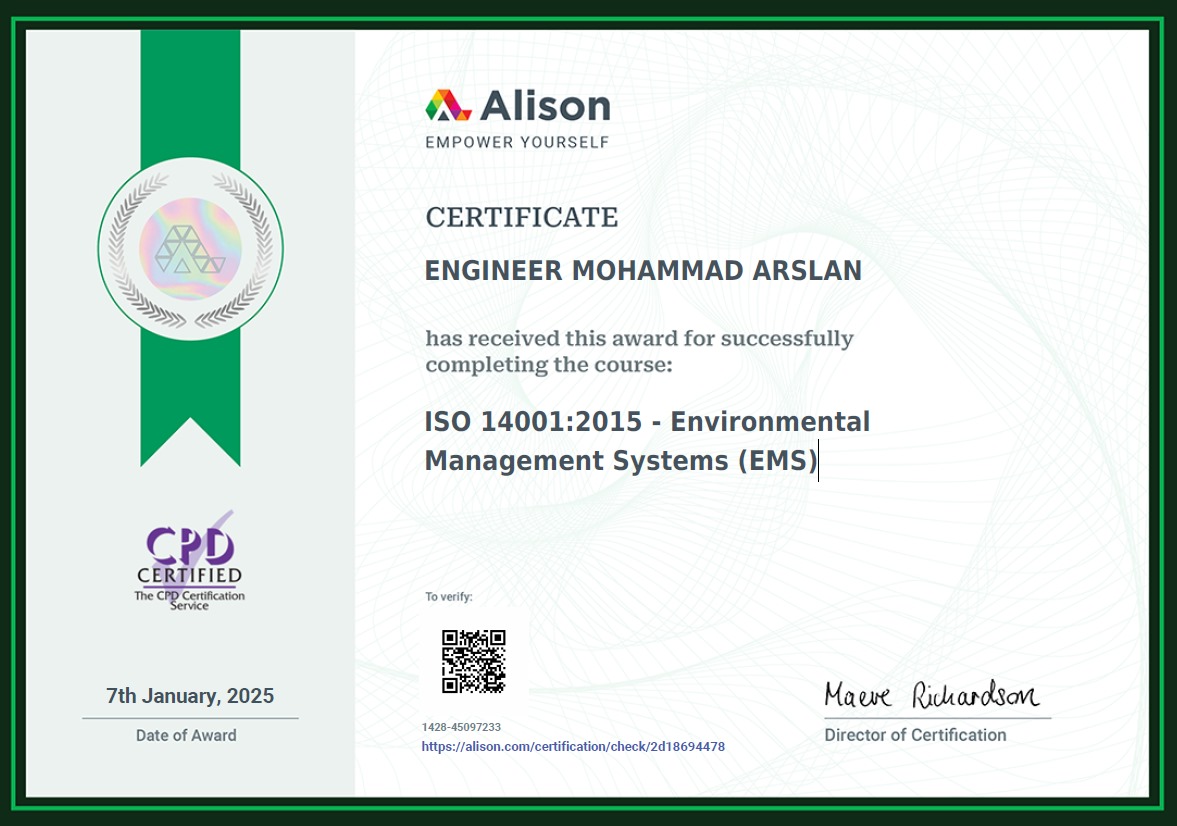 Alison
EMPOWER YOURSELF
CERTIFICATE
ENGINEER MOHAMMAD ARSLAN
has received this award for successfully
completing the course:
ISO 14001:2015 - Environmental
Management Systems (EMS)
CPD
CERTIFIED
The CPD Certification
Service
7th January, 2025
Date of Award
To verify:
1428-45097233
https://alison.com/certification/check/2d18694478
Maeve Richardson
Director of Certification